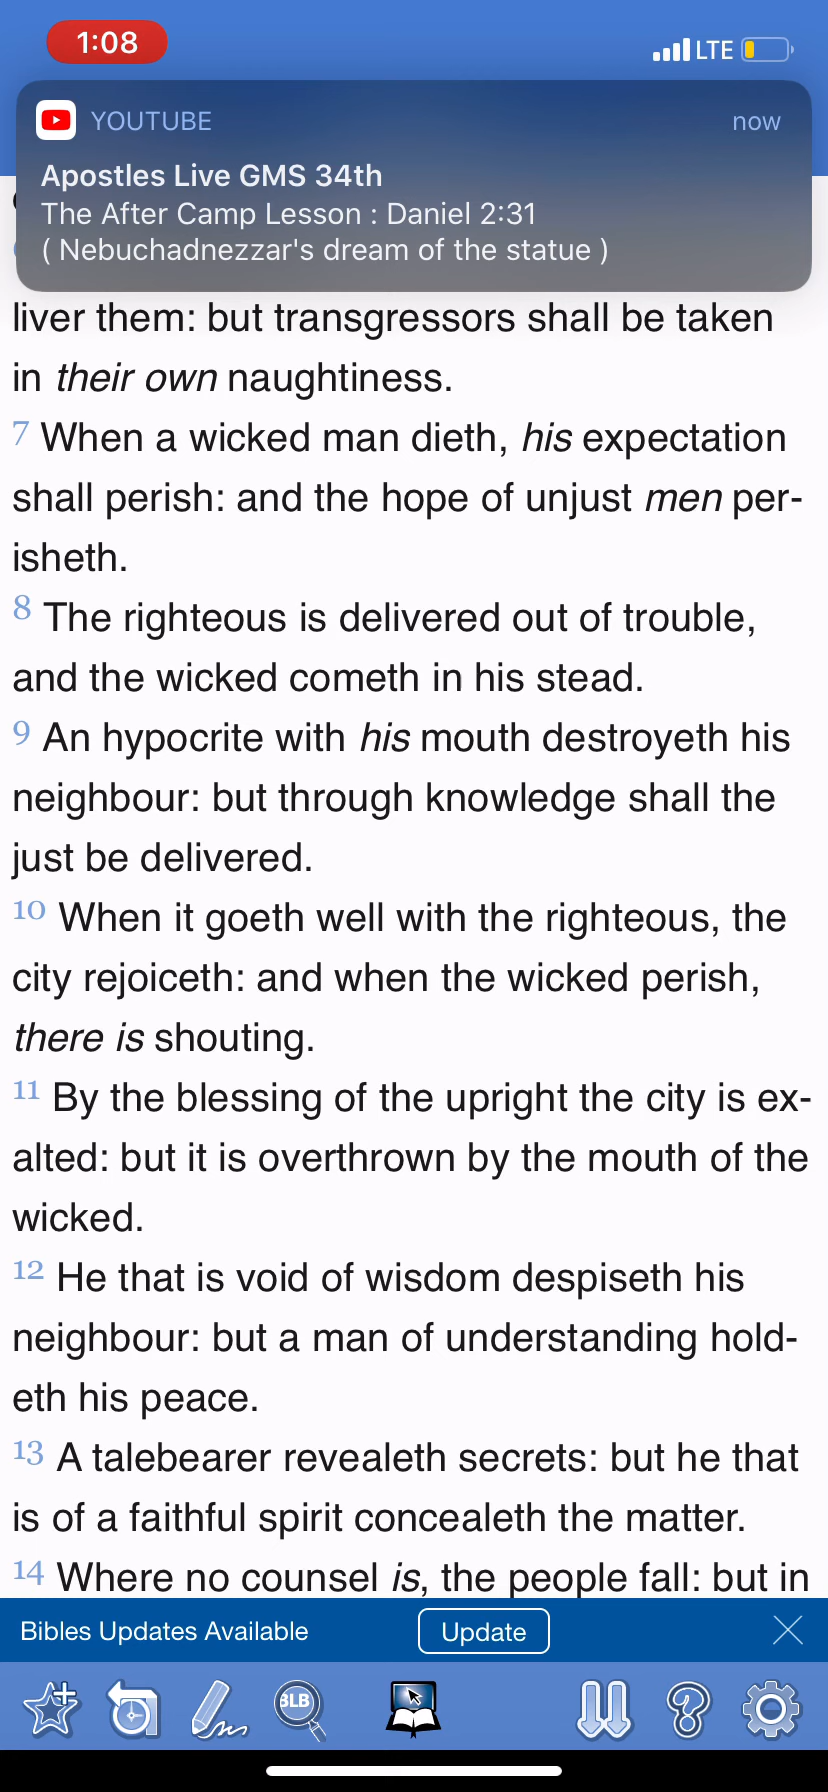 1:08
LTE
YOUTUBE
now
Apostles Live GMS 34th
The After Camp Lesson : Daniel 2:31
( Nebuchadnezzar's dream of the statue )
liver them: but transgressors shall be taken
in their own naughtiness.
7 When a wicked man dieth, his expectation
shall perish: and the hope of unjust men per-
isheth.
8 The righteous is delivered out of trouble,
and the wicked cometh in his stead.
9 An hypocrite with his mouth destroyeth his
neighbour: but through knowledge shall the
just be delivered.
10 When it goeth well with the righteous, the
city rejoiceth: and when the wicked perish,
there is shouting.
11 By the blessing of the upright the city is ex-
alted: but it is overthrown by the mouth of the
wicked.
12 He that is void of wisdom despiseth his
neighbour: but a man of understanding hold-
eth his peace.
13 A talebearer revealeth secrets: but he that
is of a faithful spirit concealeth the matter.
14 Where no counsel is, the people fall: but in
Bibles Updates Available
Update
BLB